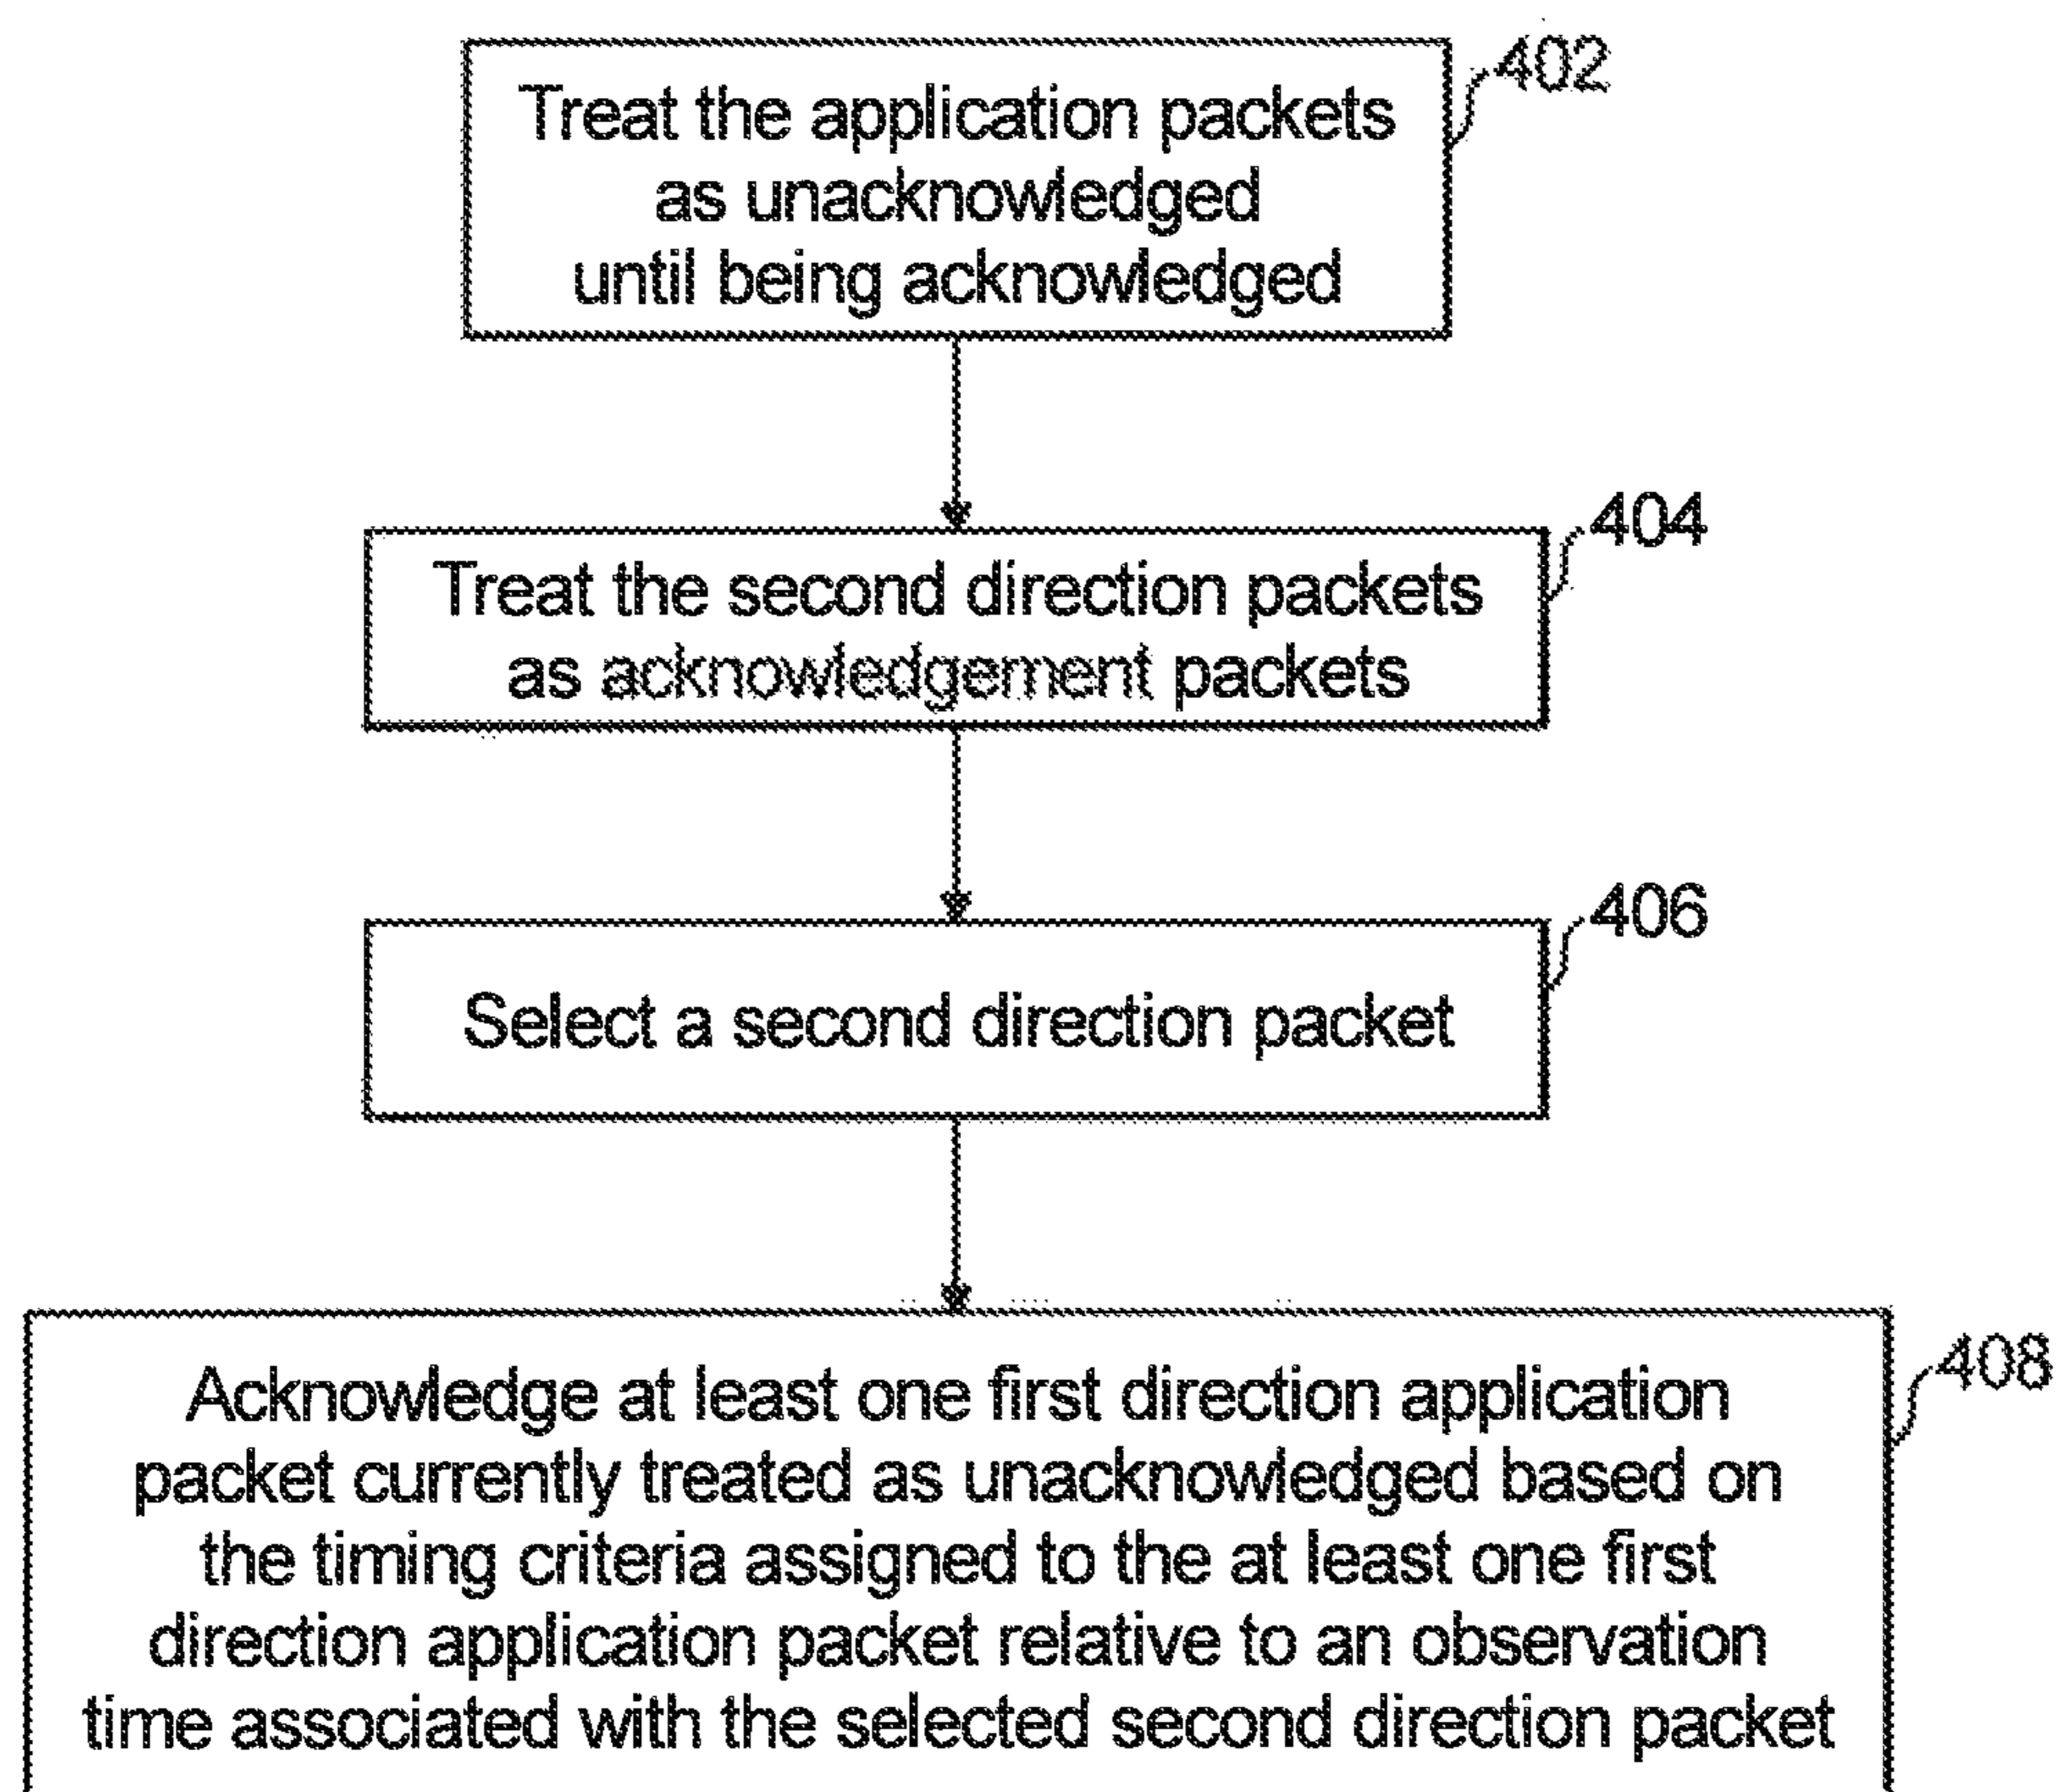 402
Treat the application packets
as unacknowledged
until being acknowledged
404
Treat the second direction packets
as acknowledgement packets
406
Select a second direction packet
408
Acknowledge at least one first direction application
packet currently treated as unacknowledged based on
the timing criteria assigned to the at least one first
direction application packet relative to an observation
time associated with the selected second direction packet